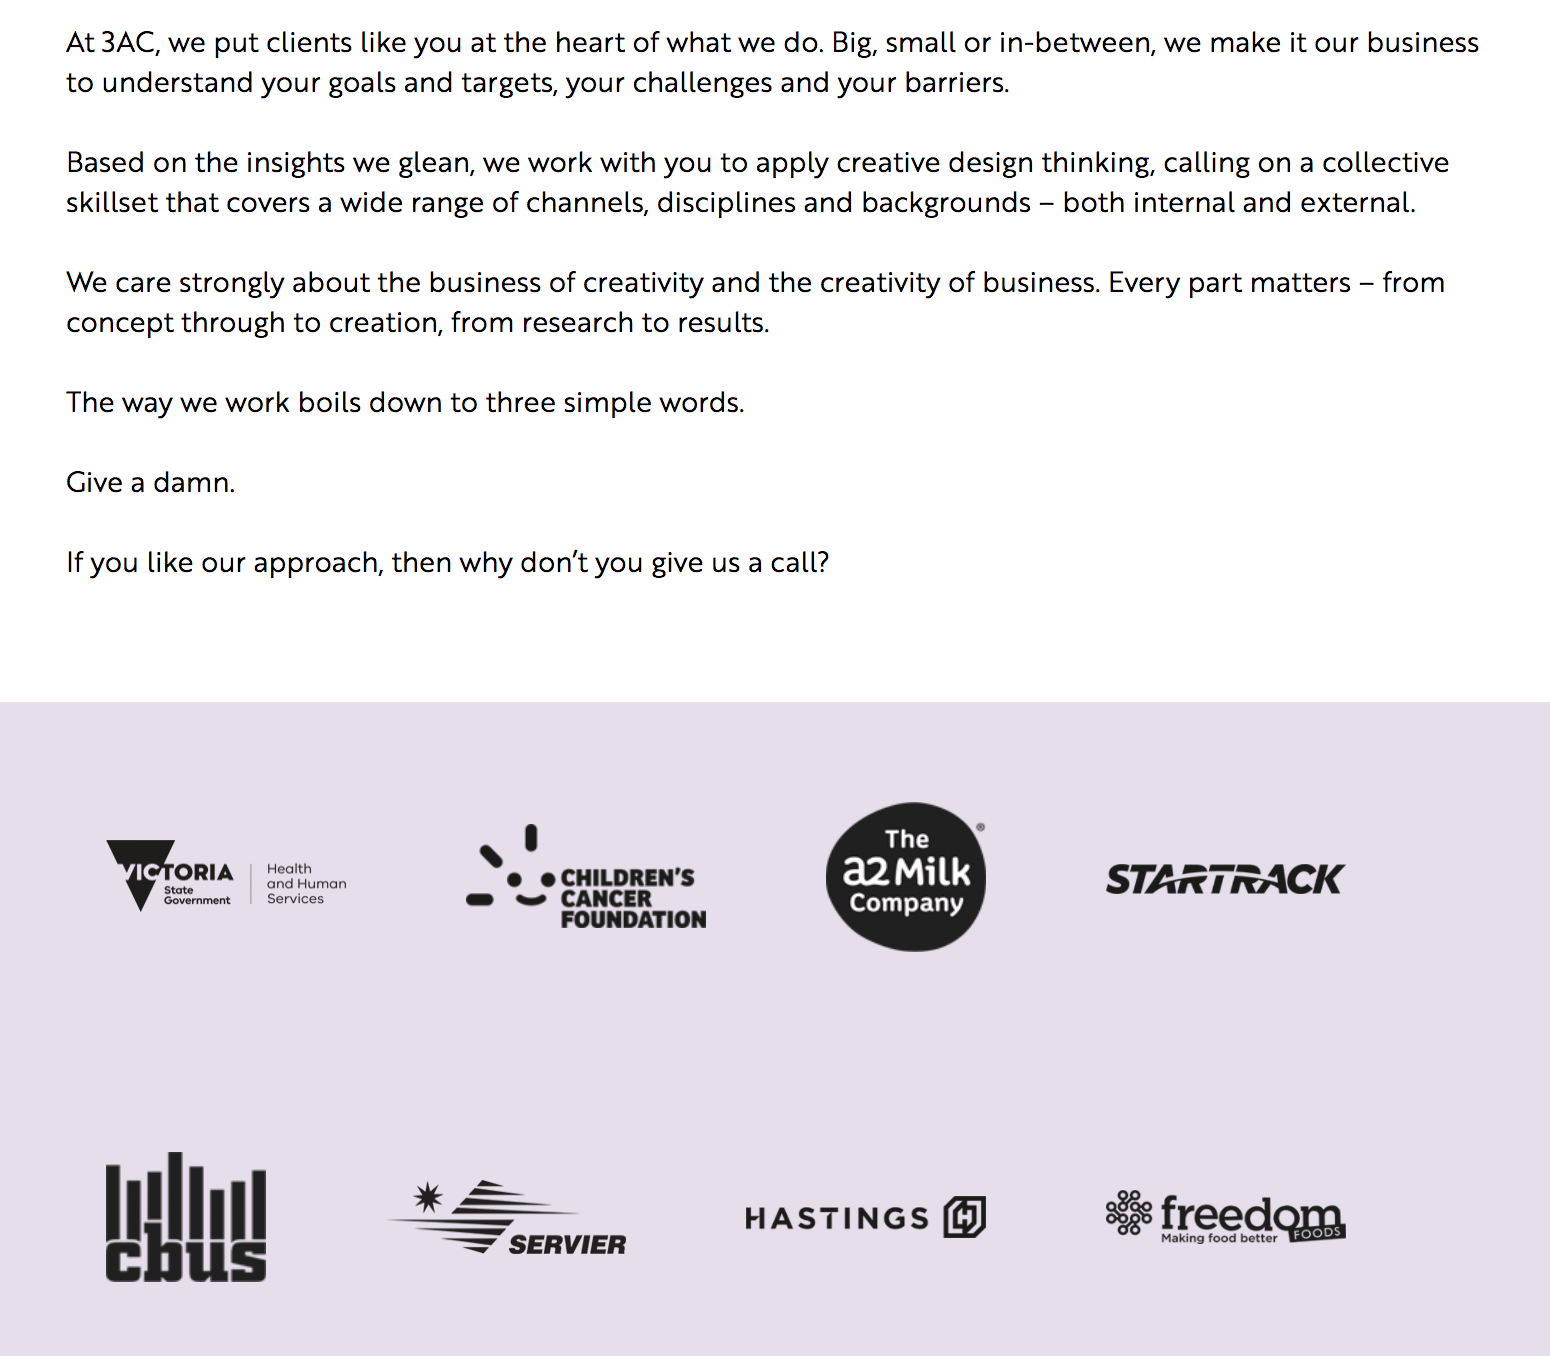 At 3AC, we put clients like you at the heart of what we do. Big, small or in-between, we make it our business
to understand your goals and targets, your challenges and your barriers.
Based on the insights we glean, we work with you to apply creative design thinking, calling on a collective
skillset that covers a wide range of channels, disciplines and backgrounds – both internal and external.
We care strongly about the business of creativity and the creativity of business. Every part matters – from
concept through to creation, from research to results.
The way we work boils down to three simple words.
Give a damn.
If you like our approach, then why don’t you give us a call?
VICTORIA
State
Government
Health
and Human
Services
CHILDREN'S
CANCER
FOUNDATION
The
a2 Milk
Company
®
STARTRACK
cbus
SERVIER
HASTINGS
freedom
FOODS
Making food better